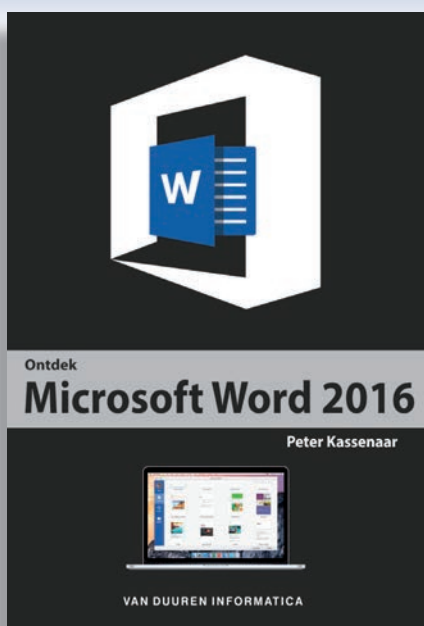 W
Ontdek
Microsoft Word 2016
Peter Kassenaar
VAN DUUREN INFORMATICA